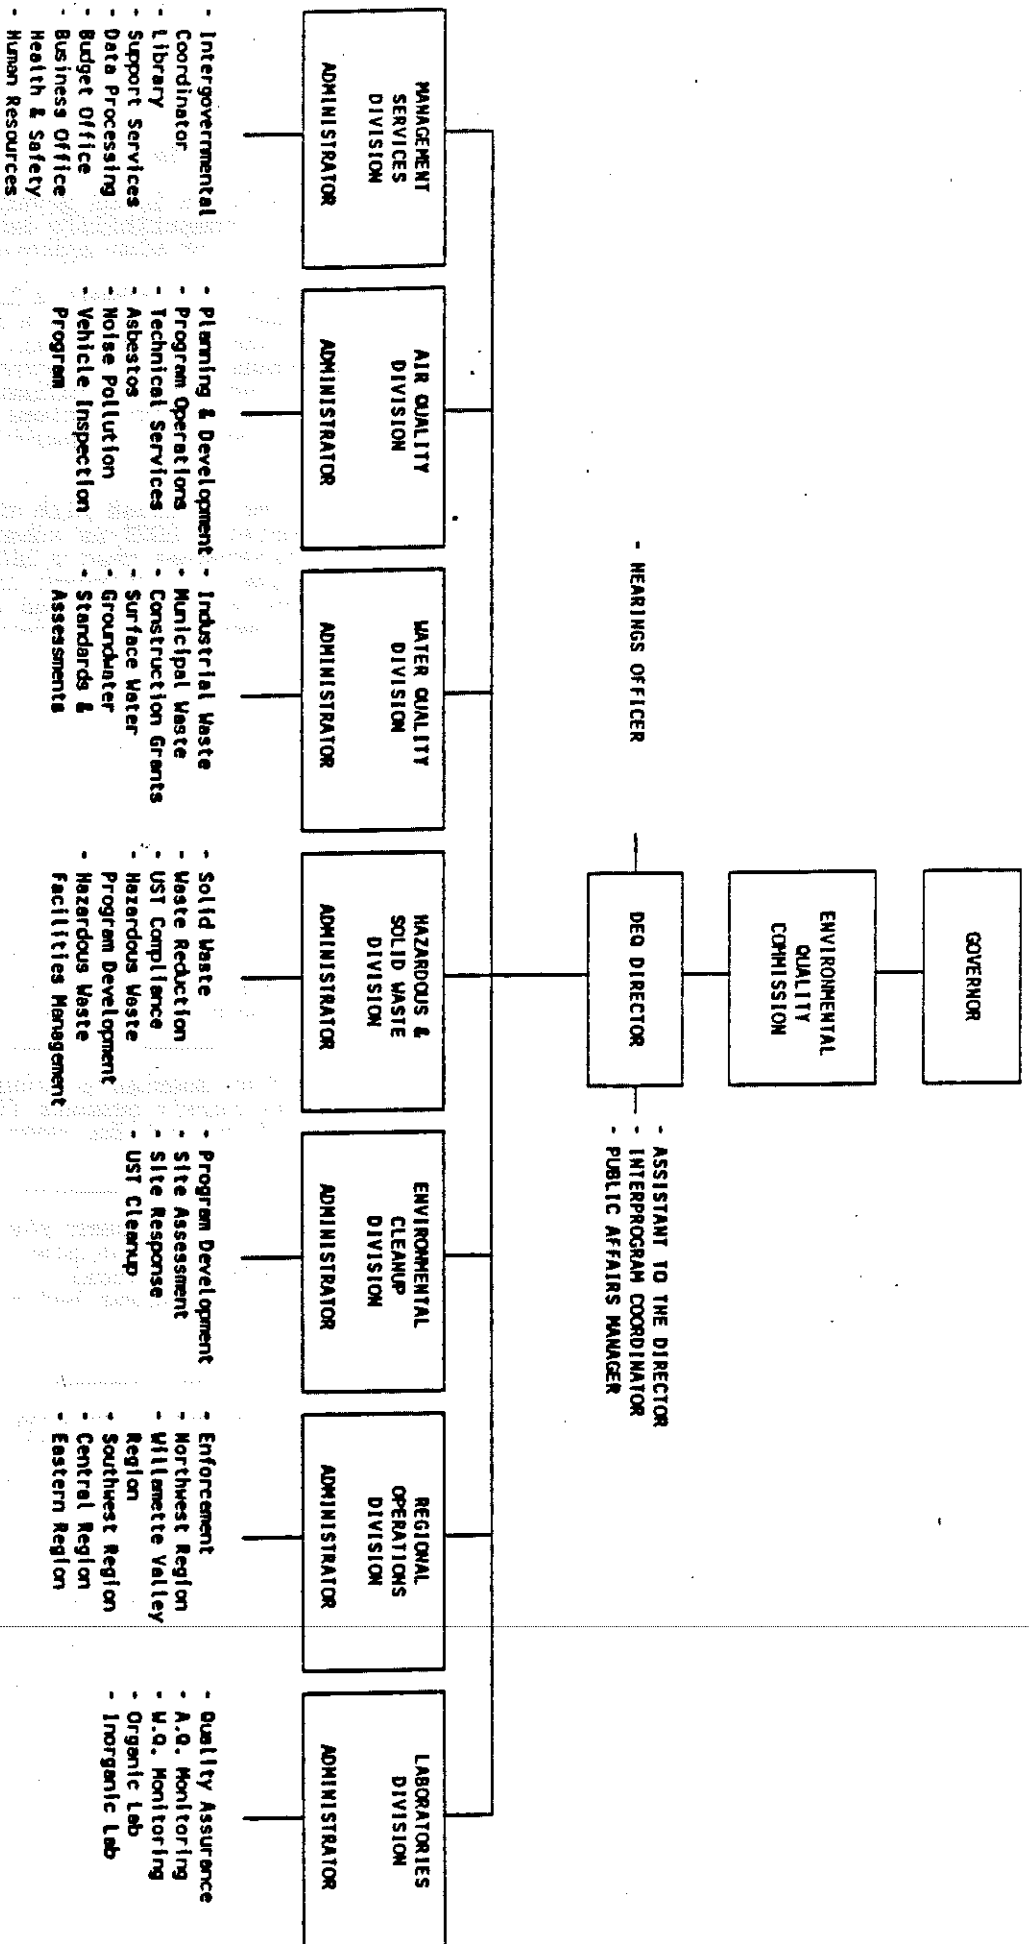 GOVERNOR
ENVIRONMENTAL
QUALITY
COMMISSION
DEQ DIRECTOR
- HEARINGS OFFICER
- ASSISTANT TO THE DIRECTOR
- INTERPROGRAM COORDINATOR
- PUBLIC AFFAIRS MANAGER
MANAGEMENT
SERVICES
DIVISION
ADMINISTRATOR
- Intergovernmental
Coordinator
- Library
- Support Services
- Data Processing
- Budget Office
- Business Office
Health & Safety
- Human Resources
AIR QUALITY
DIVISION
ADMINISTRATOR
- Planning & Development
- Program Operations
- Technical Services
- Asbestos
- Noise Pollution
- Vehicle Inspection
Program
WATER QUALITY
DIVISION
ADMINISTRATOR
- Industrial Waste
- Municipal Waste
- Construction Grants
- Surface Water
- Groundwater
- Standards &
Assessments
HAZARDOUS &
SOLID WASTE
DIVISION
ADMINISTRATOR
- Solid Waste
- Waste Reduction
- UST Compliance
- Hazardous Waste
Program Development
- Hazardous Waste
Facilities Management
ENVIRONMENTAL
CLEANUP
DIVISION
ADMINISTRATOR
- Program Development
- Site Assessment
- Site Response
- UST Cleanup
REGIONAL
OPERATIONS
DIVISION
ADMINISTRATOR
- Enforcement
- Northwest Region
- Willamette Valley
Region
- Southwest Region
- Central Region
- Eastern Region
LABORATORIES
DIVISION
ADMINISTRATOR
- Quality Assurance
- A.Q. Monitoring
- W.Q. Monitoring
- Organic Lab
- Inorganic Lab